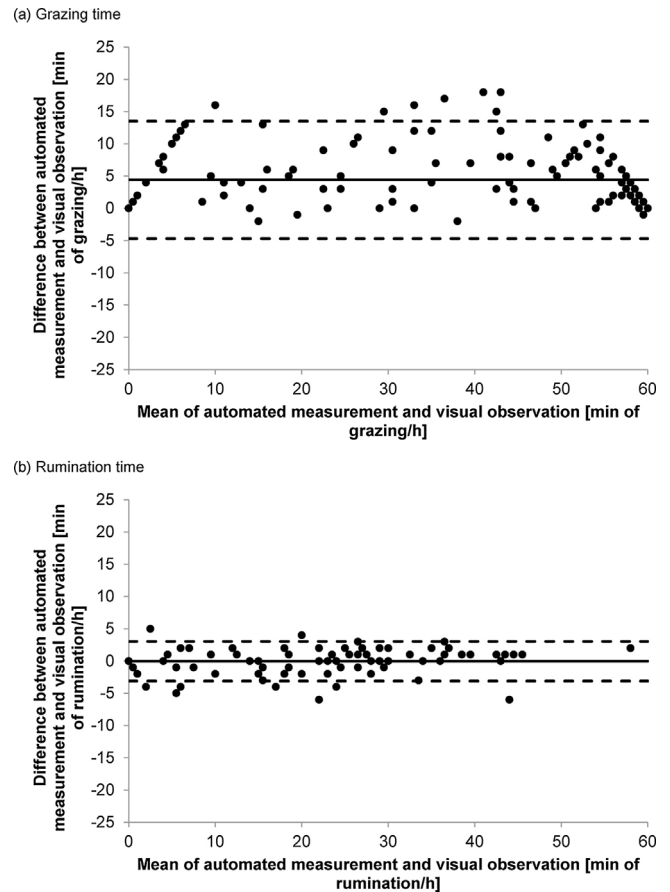 (a) Grazing time
Difference between automated
measurement and visual observation [min
of grazing/h]
25
20
15
10
5
0
-5
-10
-15
-20
-25
0 10 20 30 40 50 60
Mean of automated measurement and visual observation [min of
grazing/h]
(b) Rumination time
Difference between automated
measurement and visual observation [min
of rumination/h]
25
20
15
10
5
0
-5
-10
-15
-20
-25
0 10 20 30 40 50 60
Mean of automated measurement and visual observation [min of
rumination/h]